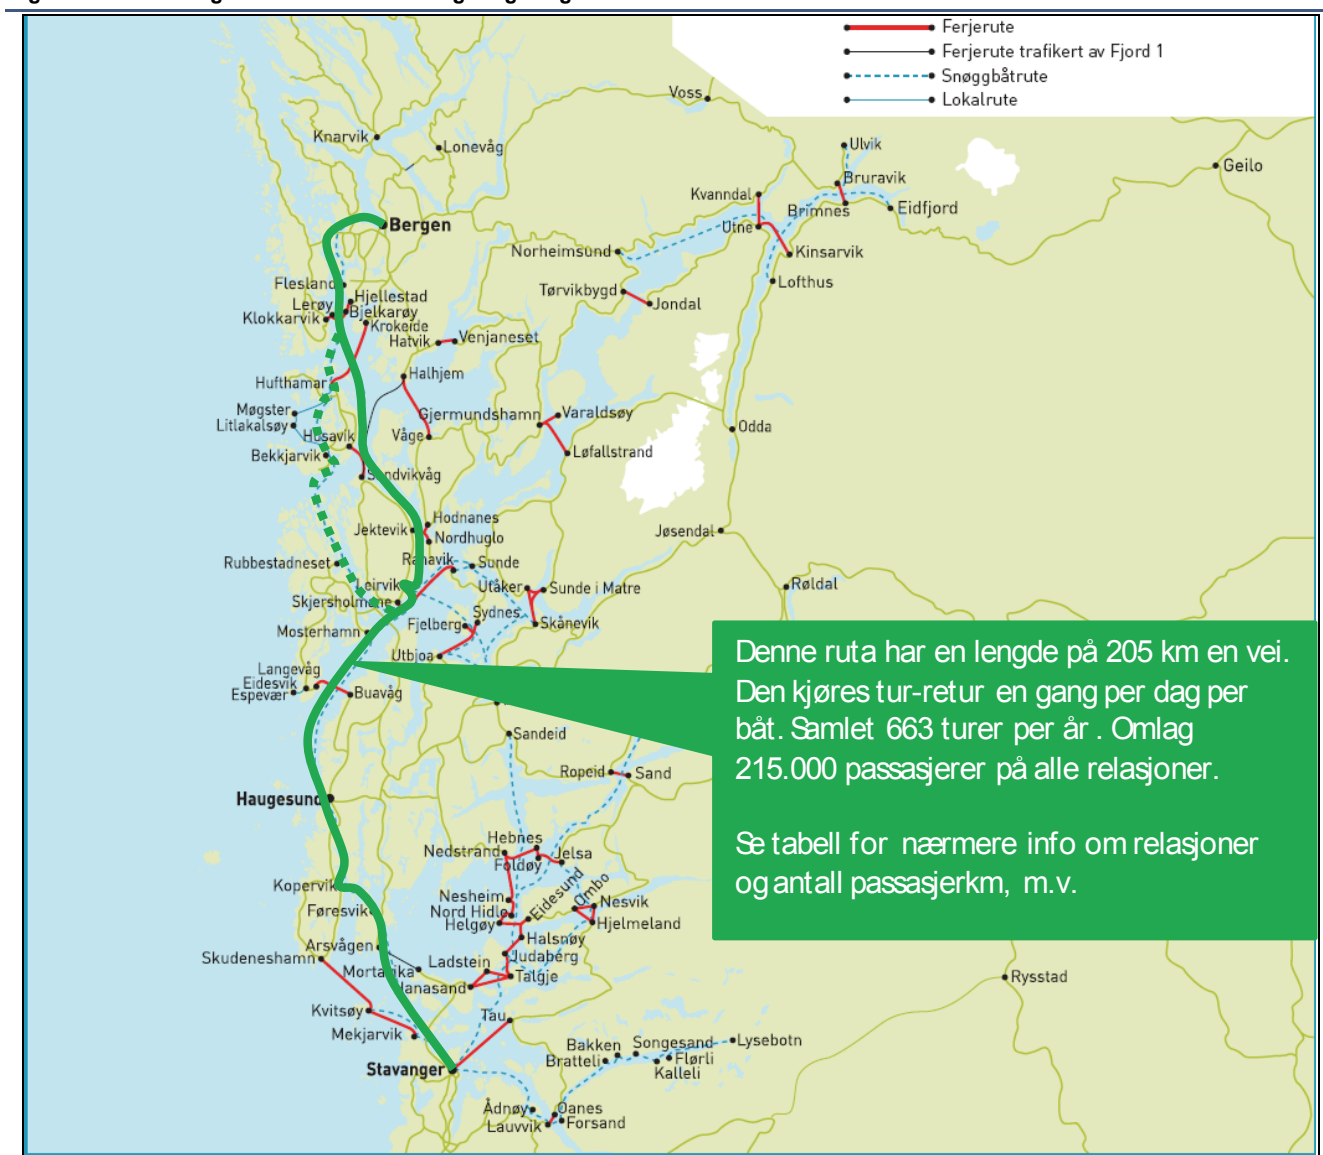 Ferjerute
Ferjerute trafikert av Fjord 1
Snøggbåtrute
Lokalrute
Voss
Knarvik
Lonevåg
Ulvik
Geilo
Bruravik
Kvanndal
Brimnes
Eidfjord
Bergen
Utne
Norheimsund
Kinsarvik
Flesland
Lofthus
Hjellestad
Tørvikbygd
Lerøy
Bjelkarøy
Jondal
Klokkarvik
Krokeide
Hatvik
Venjaneset
Halhjem
Hufthamar
Møgster
Gjermundshamn
Varaldsøy
Litlakalsøy
Husavik
Våge
Odda
Bekkjarvik
Løfallstrand
Sandvikvåg
Hodnanes
Jektevik
Jøsendal
Nordhuglo
Ranavik
Sunde
Rubbestadneset
Leirvik
Utåker
Sunde i Matre
Røldal
Skjersholmane
Sydnes
Fjelberg
Skånevik
Mosterhamn
Utbjoa
Langevåg
Eidesvik
Espevær
Buavåg
Denne ruta har en lengde på 205 km en vei.
Den kjøres tur-retur en gang per dag per
båt. Samlet 663 turer per år . Omlag
215.000 passasjerer på alle relasjoner.
Se tabell for nærmere info om relasjoner
og antall passasjerkm, m.v.
Sandeid
Ropeid
Sand
Haugesund
Hebnes
Nedstrand
Foldøy
Jelsa
Kopervik
Nesheim
Eidesund
Ombo
Nesvik
Føresvik
Nord Hidle
Helgøy
Hjelmeland
Halsnøy
Arsvågen
Judaberg
Skudeneshamn
Ladstein
Mortavika
Talgje
Rysstad
Hanasand
Kvitsøy
Tau
Mekjarvik
Songesand
Lysebotn
Bakken
Bratteli
Flørli
Kalleli
Stavanger
Ådnøy
Oanes
Lauvvik
Forsand